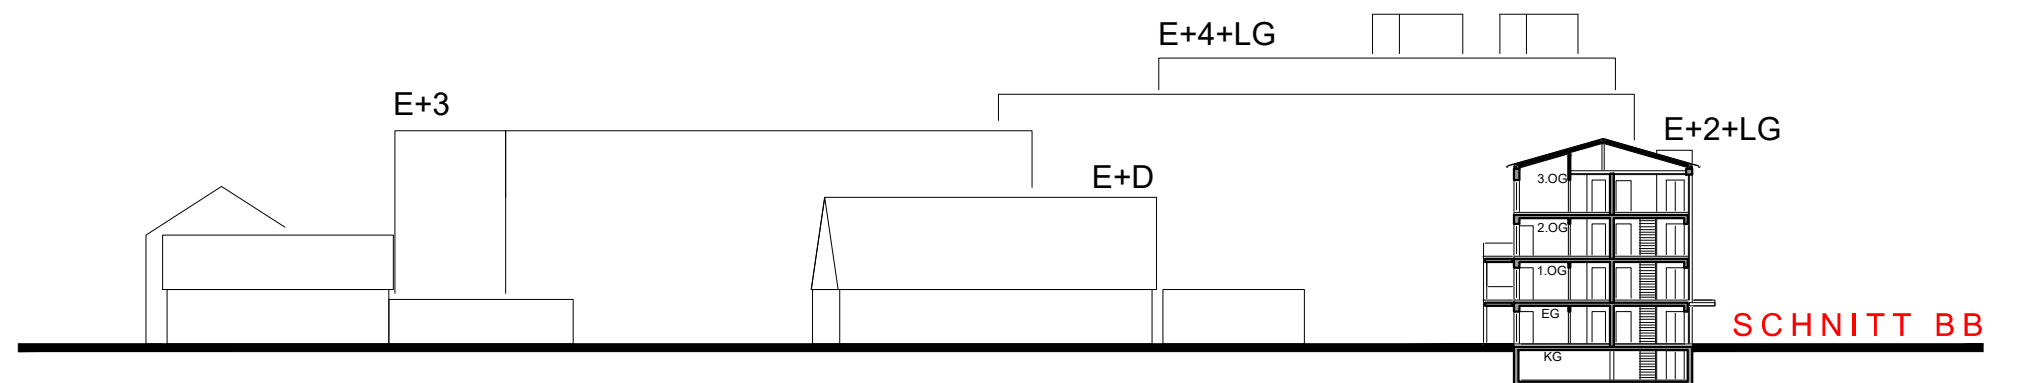 E+4+LG
E+3
E+2+LG
E+D
3.OG
2.OG
1.OG
EG
SCHNITT BB
KG